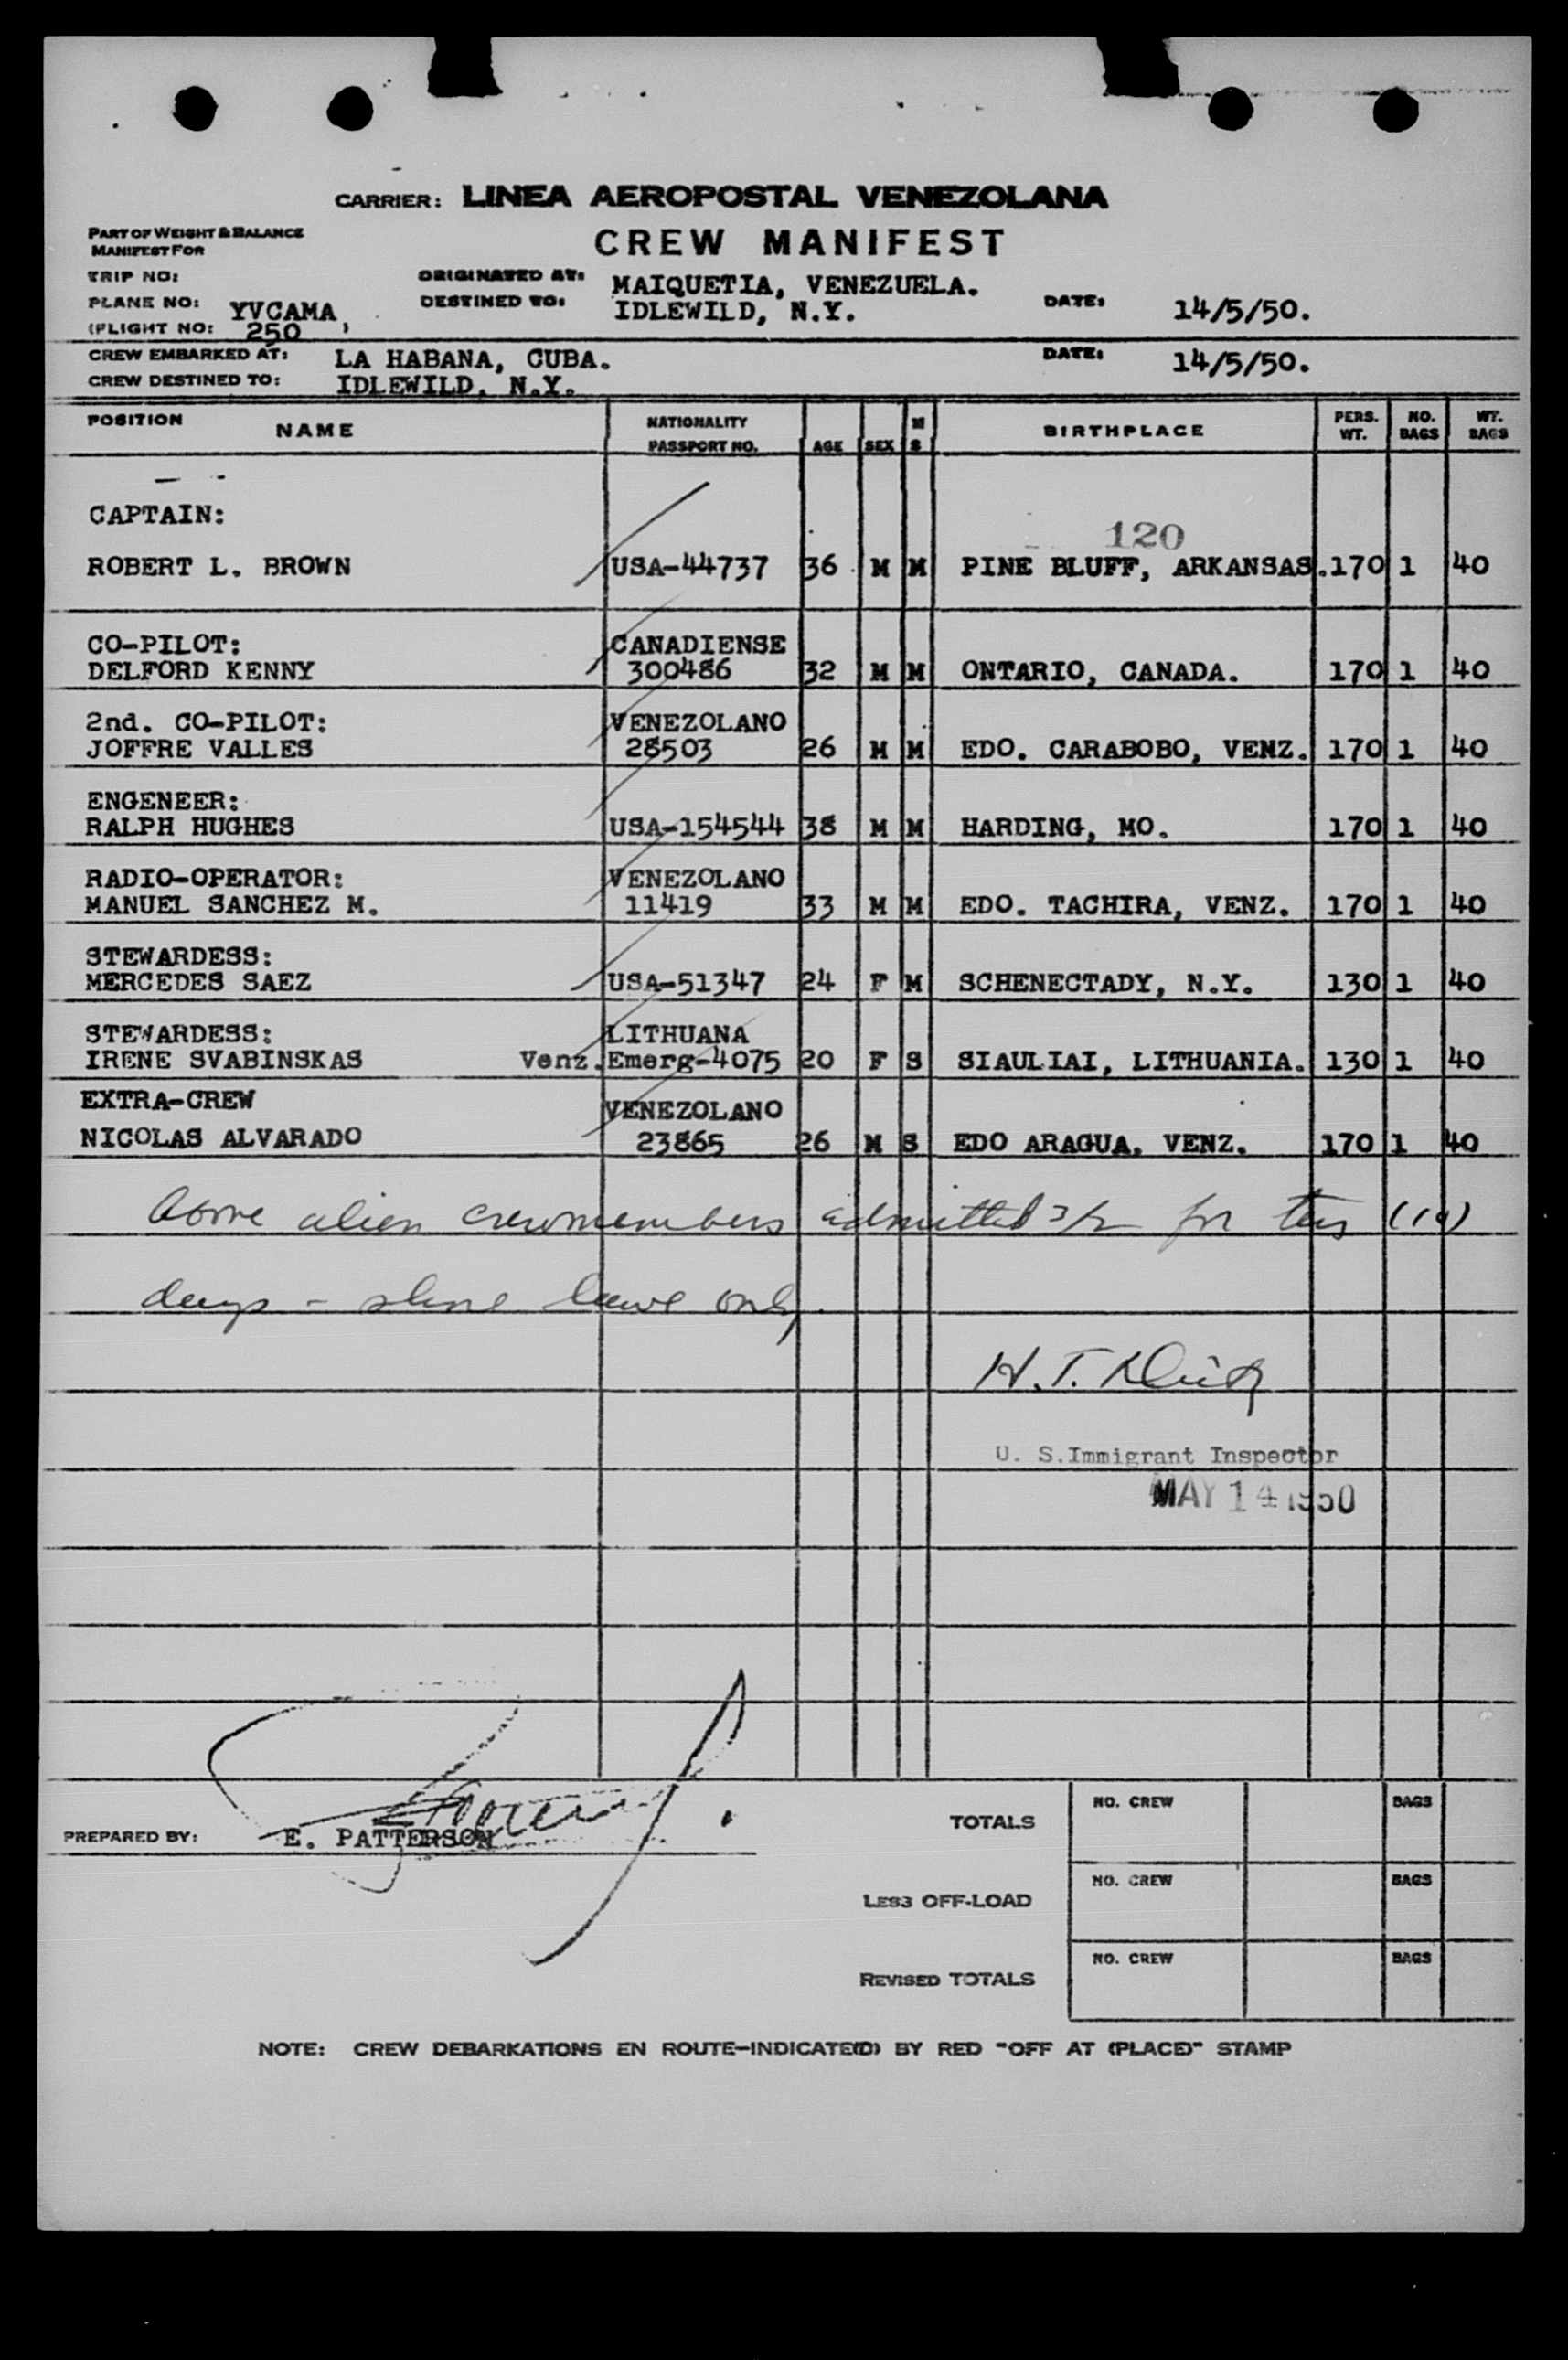 CARRIER: LINEA AEROPOSTAL VENEZOLANA
PART OF WEIGHT & BALANCE
MANIFEST FOR
CREW MANIFEST
TRIP NO: ORIGINATED AT: MAIQUETIA, VENEZUELA.
PLANE NO: YVCAMA DESTINED TO: IDLEWILD, N.Y. DATE: 14/5/50.
(FLIGHT NO: 250 )
CREW EMBARKED AT: LA HABANA, CUBA. DATE: 14/5/50.
CREW DESTINED TO: IDLEWILD, N.Y.
POSITION NAME NATIONALITY PASSPORT NO. AGE SEX M S BIRTHPLACE PERS. WT. NO. BAGS WT. BAGS
CAPTAIN:
120
ROBERT L. BROWN USA-44737 36 M M PINE BLUFF, ARKANSAS. 170 1 40
CO-PILOT: CANADIENSE
DELFORD KENNY 300486 32 M M ONTARIO, CANADA. 170 1 40
2nd. CO-PILOT: VENEZOLANO
JOFFRE VALLES 28503 26 M M EDO. CARABOBO, VENZ. 170 1 40
ENGENEER:
RALPH HUGHES USA-154544 38 M M HARDING, MO. 170 1 40
RADIO-OPERATOR: VENEZOLANO
MANUEL SANCHEZ M. 11419 33 M M EDO. TACHIRA, VENZ. 170 1 40
STEWARDESS:
MERCEDES SAEZ USA-51347 24 F M SCHENECTADY, N.Y. 130 1 40
STEWARDESS: LITHUANA
IRENE SVABINSKAS Venz. Emerg-4075 20 F S SIAULIAI, LITHUANIA. 130 1 40
EXTRA-CREW VENEZOLANO
NICOLAS ALVARADO 23865 26 M S EDO ARAGUA, VENZ. 170 1 40
Above alien crewmembers admitted 3/2 for ten (10)
days - shore leave only.
H.T.
U. S. Immigrant Inspector
MAY 14 1950
PREPARED BY: E. PATTERSON
TOTALS NO. CREW BAGS
LESS OFF-LOAD NO. CREW BAGS
REVISED TOTALS NO. CREW BAGS
NOTE: CREW DEBARKATIONS EN ROUTE-INDICATE(D) BY RED "OFF AT (PLACE)" STAMP